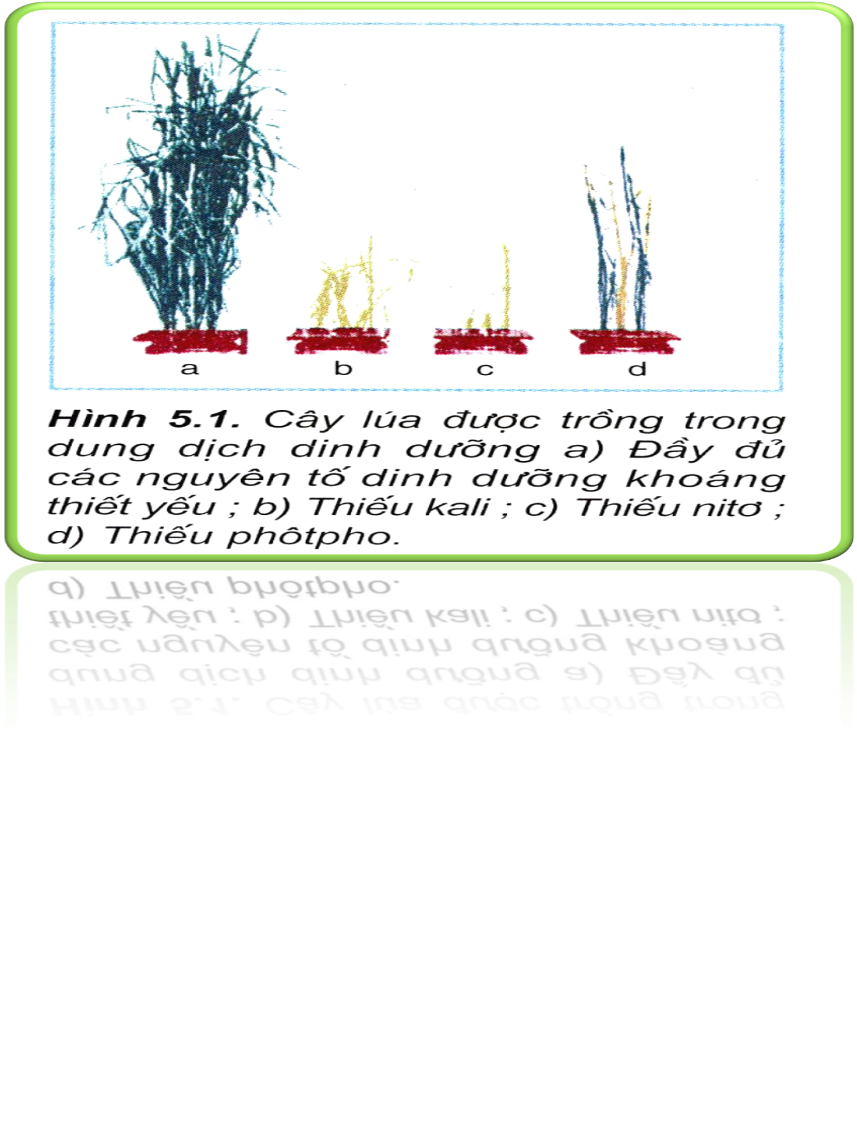 a b c d
Hình 5.1. Cây lúa được trồng trong
dung dịch dinh dưỡng a) Đầy đủ
các nguyên tố dinh dưỡng khoáng
thiết yếu ; b) Thiếu kali ; c) Thiếu nitơ ;
d) Thiếu phôtpho.